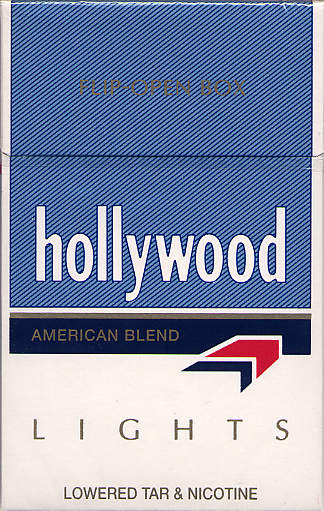 FLIP-OPEN BOX
hollywood
AMERICAN BLEND
LIGHTS
LOWERED TAR & NICOTINE